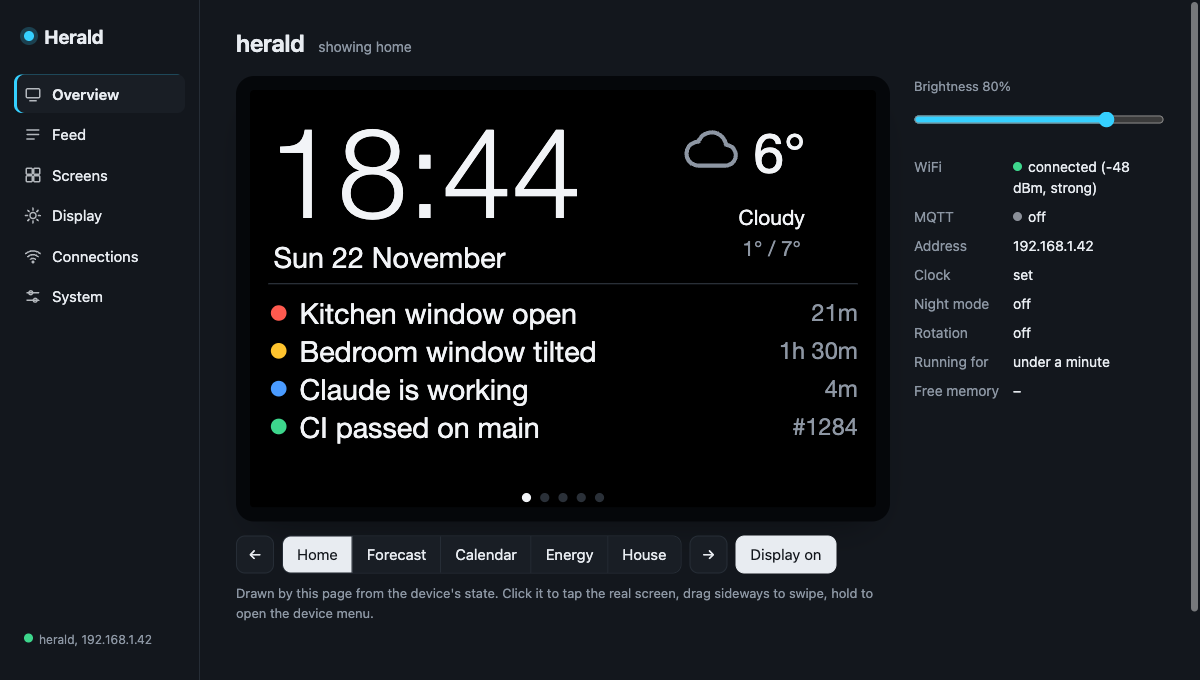 Herald
Overview
Feed
Screens
Display
Connections
System
herald, 192.168.1.42
herald showing home
18:44
Sun 22 November
6°
Cloudy
1° / 7°
Kitchen window open 21m
Bedroom window tilted 1h 30m
Claude is working 4m
CI passed on main #1284
← Home Forecast Calendar Energy House → Display on
Drawn by this page from the device's state. Click it to tap the real screen, drag sideways to swipe, hold to
open the device menu.
Brightness 80%
WiFi connected (-48
dBm, strong)
MQTT off
Address 192.168.1.42
Clock set
Night mode off
Rotation off
Running for under a minute
Free memory –